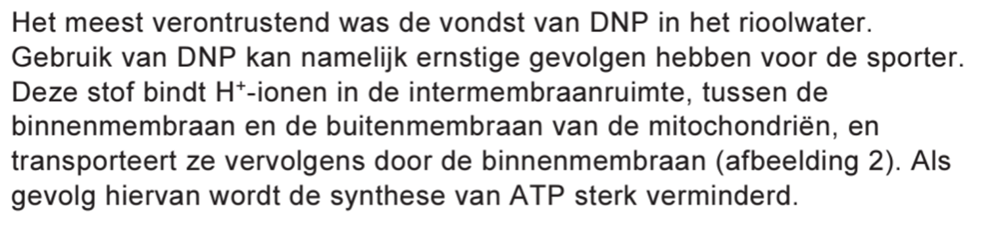 Het meest verontrustend was de vondst van DNP in het rioolwater.
Gebruik van DNP kan namelijk ernstige gevolgen hebben voor de sporter.
Deze stof bindt H⁺-ionen in de intermembraanruimte, tussen de
binnenmembraan en de buitenmembraan van de mitochondriën, en
transporteert ze vervolgens door de binnenmembraan (afbeelding 2). Als
gevolg hiervan wordt de synthese van ATP sterk verminderd.